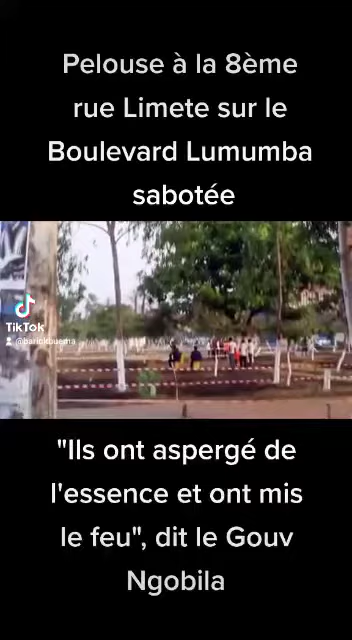 Pelouse à la 8ème
rue Limete sur le
Boulevard Lumumba
sabotée
TikTok
@barickbuema
"Ils ont aspergé de
l'essence et ont mis
le feu", dit le Gouv
Ngobila